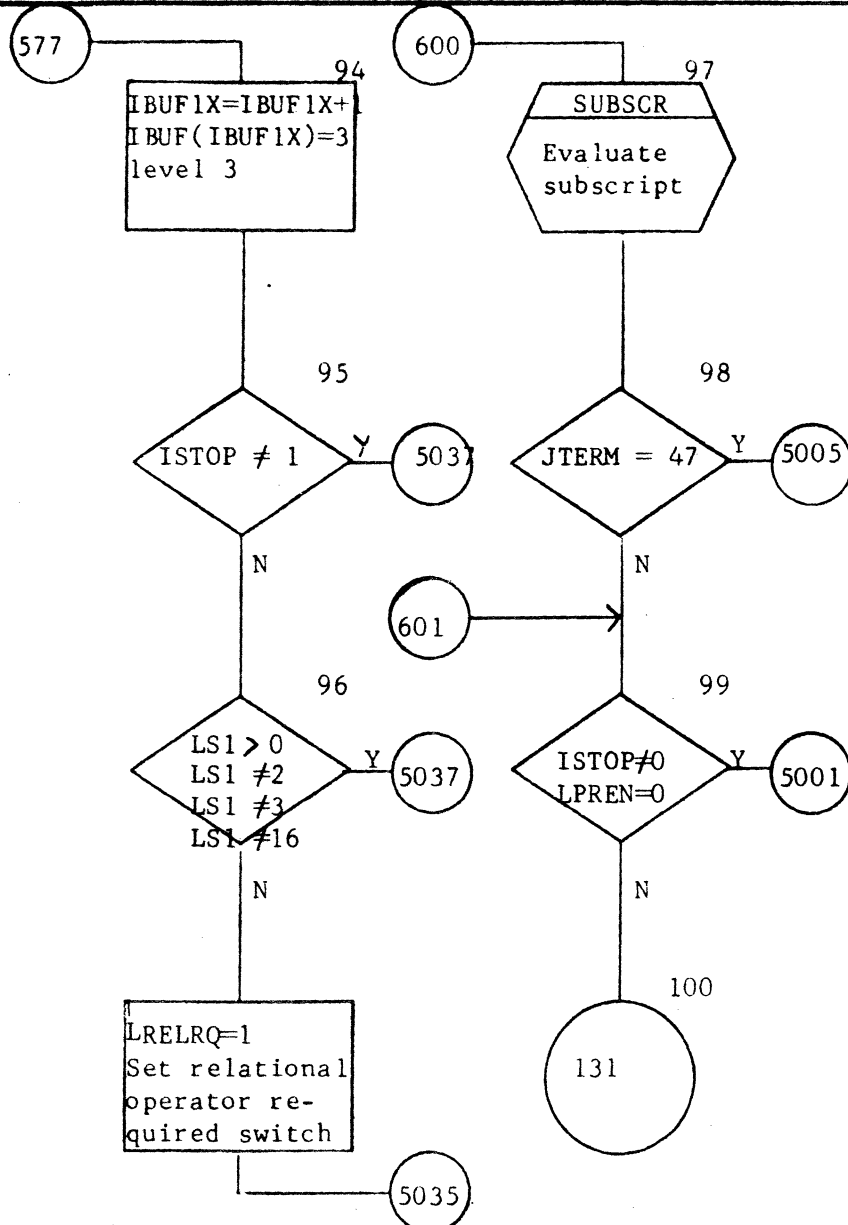 577
94
IBUF1X=IBUF1X+1
IBUF(IBUF1X)=3
level 3
95
ISTOP ≠ 1
Y
5037
N
96
LS1 > 0
LS1 ≠2
LS1 ≠3
LS1 ≠16
Y
5037
N
LRELRQ=1
Set relational
operator re-
quired switch
5035
600
97
SUBSCR
Evaluate
subscript
98
JTERM = 47
Y
5005
N
601
99
ISTOP≠0
LPREN=0
Y
5001
N
100
131